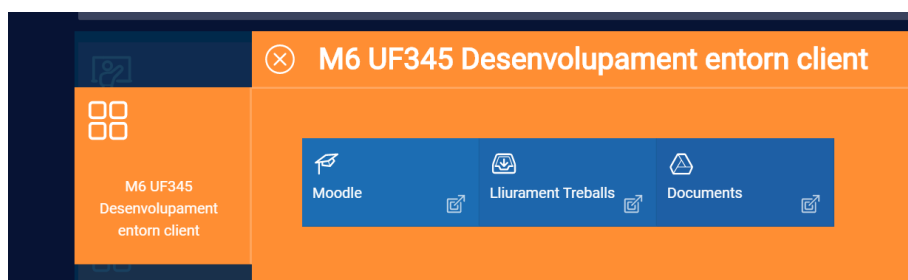 M6 UF345 Desenvolupament entorn client
M6 UF345
Desenvolupament
entorn client
Moodle
Lliurament Treballs
Documents